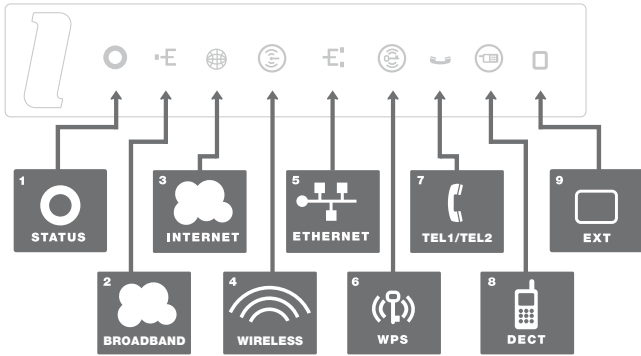 1
STATUS
2
BROADBAND
3
INTERNET
4
WIRELESS
5
ETHERNET
6
WPS
7
TEL1/TEL2
8
DECT
9
EXT